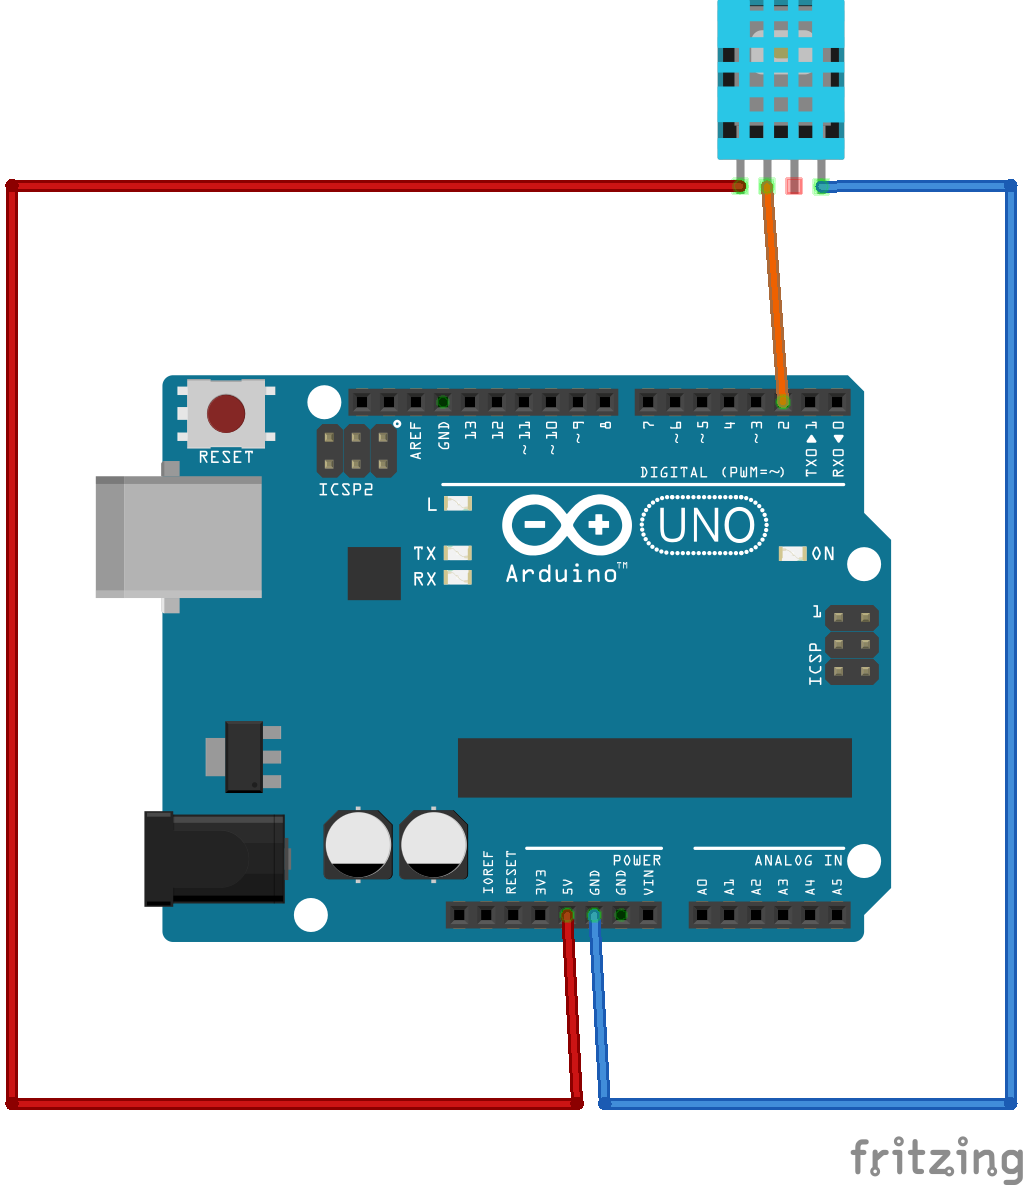 AREF
GND
13
12
~11
~10
~9
8
7
~6
~5
4
~3
2
TX0▶1
RX0◀0
RESET
ICSP2
DIGITAL (PWM=~)
L
TX
RX
UNO
Arduino™
ON
1
ICSP
POWER
ANALOG IN
IOREF
RESET
3V3
5V
GND
GND
VIN
A0
A1
A2
A3
A4
A5
fritzing